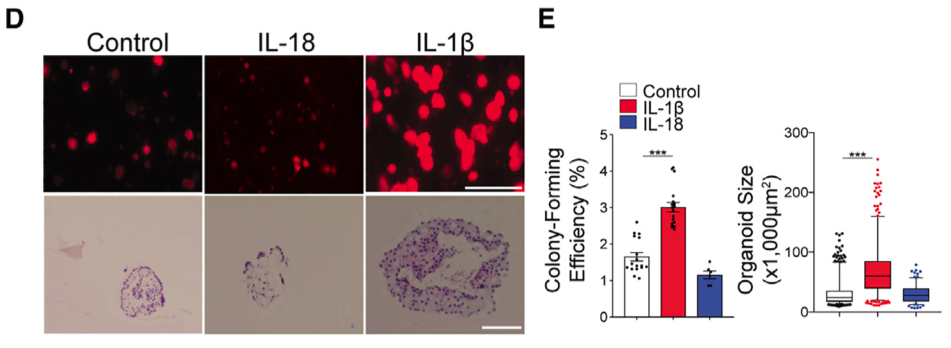 D
Control IL-18 IL-1β
E
Control
IL-1β
IL-18
Colony-Forming
Efficiency (%)
5
4
3
2
1
0
***
Organoid Size
(x1,000μm²)
300
200
100
0
***